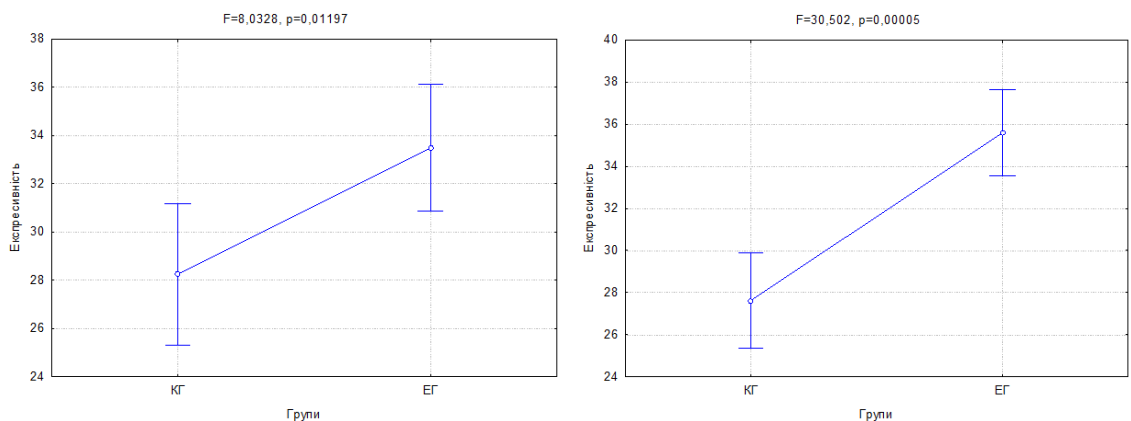 F=8,0328, p=0,01197
38
36
34
32
30
28
26
24
Експресивність
КГ
ЕГ
Групи
F=30,502, p=0,00005
40
38
36
34
32
30
28
26
24
Експресивність
КГ
ЕГ
Групи